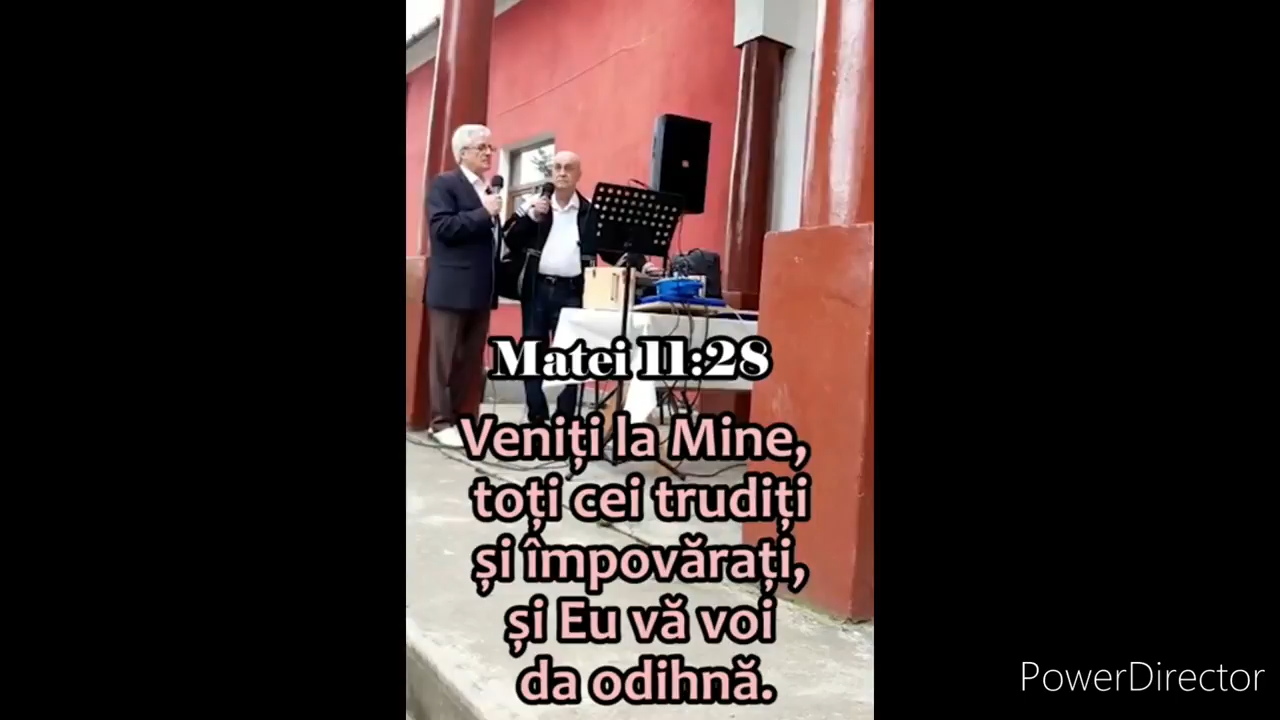 Matei 11:28
Veniți la Mine,
toți cei trudiți
și împovărați,
și Eu vă voi
da odihnă.
PowerDirector